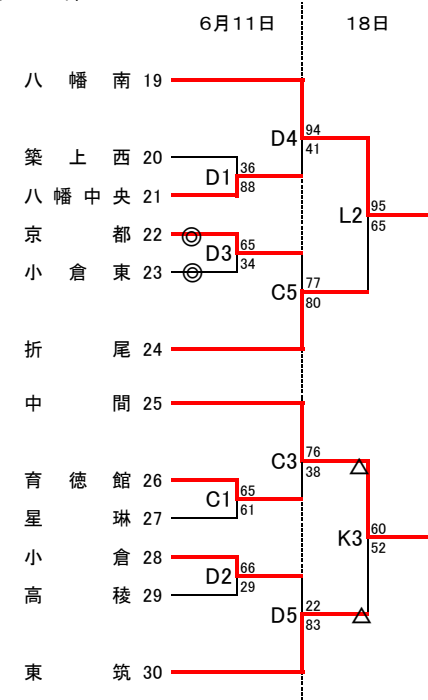 6月11日 18日
八幡南 19
94
D4
41
築上西 20
36
D1
88
八幡中央 21
95
L2
65
京都 22 ◎
65
D3
34
小倉東 23 ◎
77
C5
80
折尾 24
中間 25
76
C3
38
△
育徳館 26
65
C1
61
星琳 27
60
K3
52
小倉 28
66
D2
29
高稜 29
22
D5
83
△
東筑 30